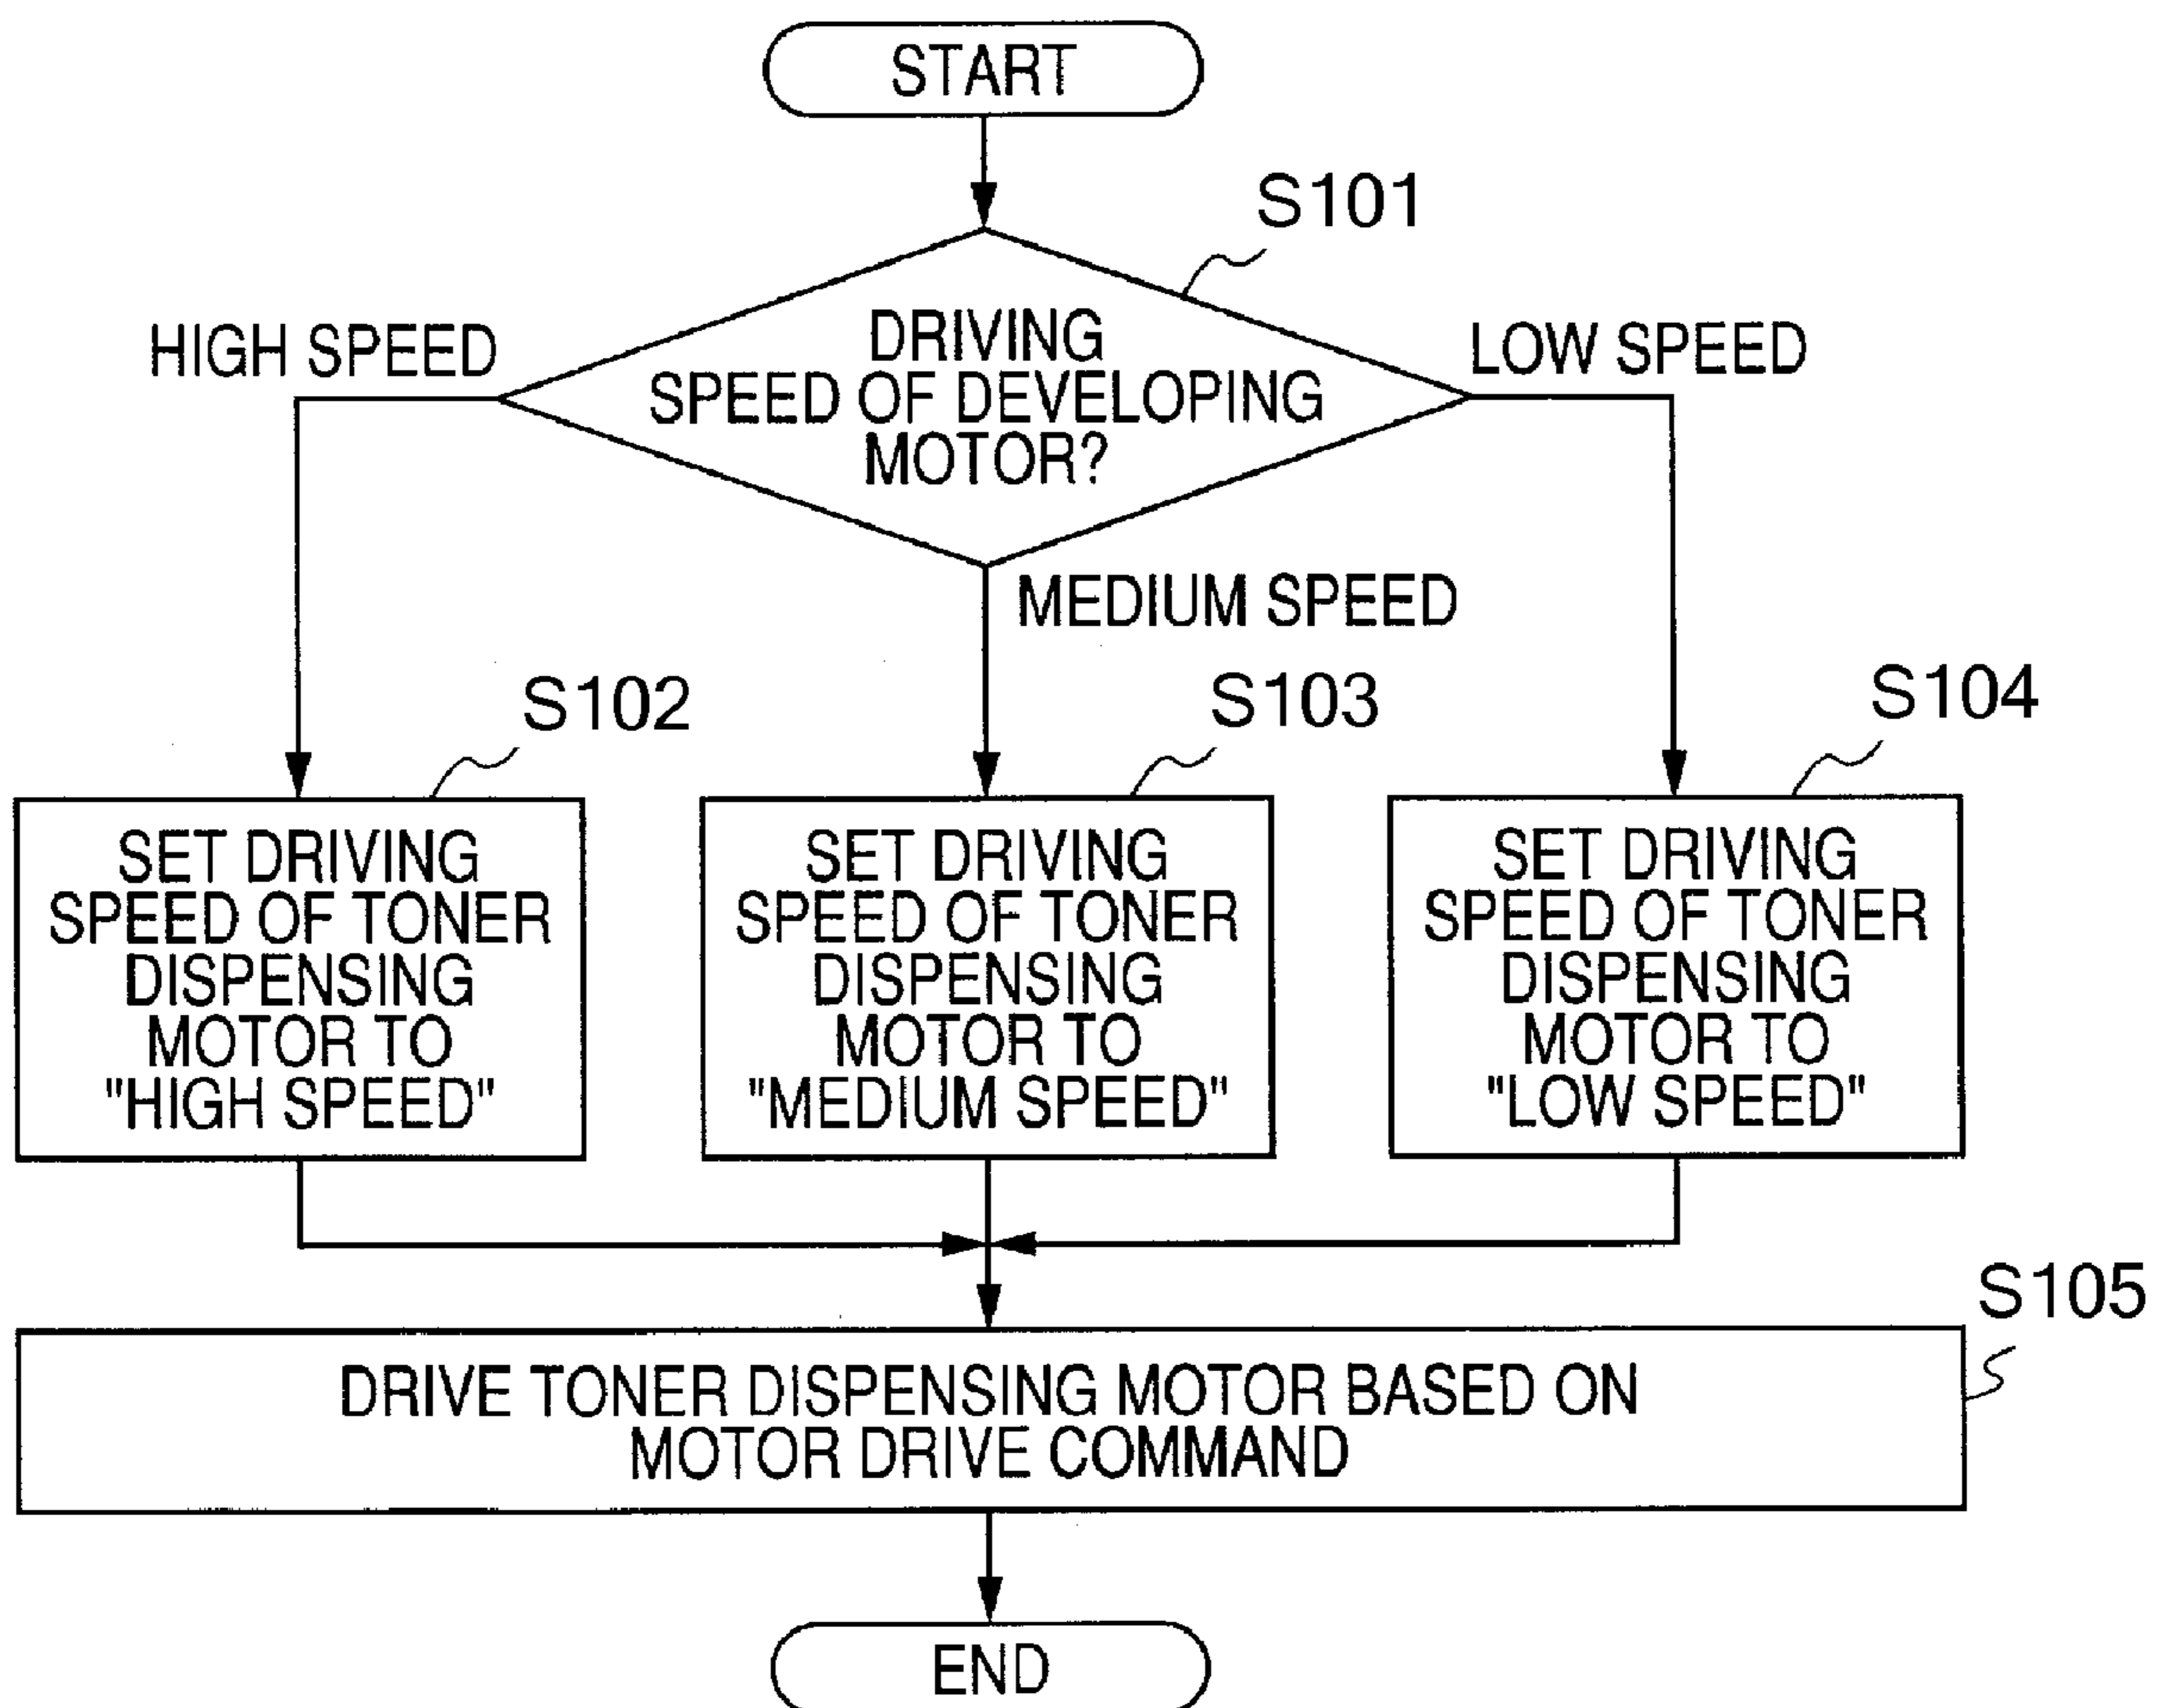 START
S101
DRIVING
SPEED OF DEVELOPING
MOTOR?
HIGH SPEED
LOW SPEED
MEDIUM SPEED
S102
SET DRIVING
SPEED OF TONER
DISPENSING
MOTOR TO
"HIGH SPEED"
S103
SET DRIVING
SPEED OF TONER
DISPENSING
MOTOR TO
"MEDIUM SPEED"
S104
SET DRIVING
SPEED OF TONER
DISPENSING
MOTOR TO
"LOW SPEED"
S105
DRIVE TONER DISPENSING MOTOR BASED ON
MOTOR DRIVE COMMAND
END